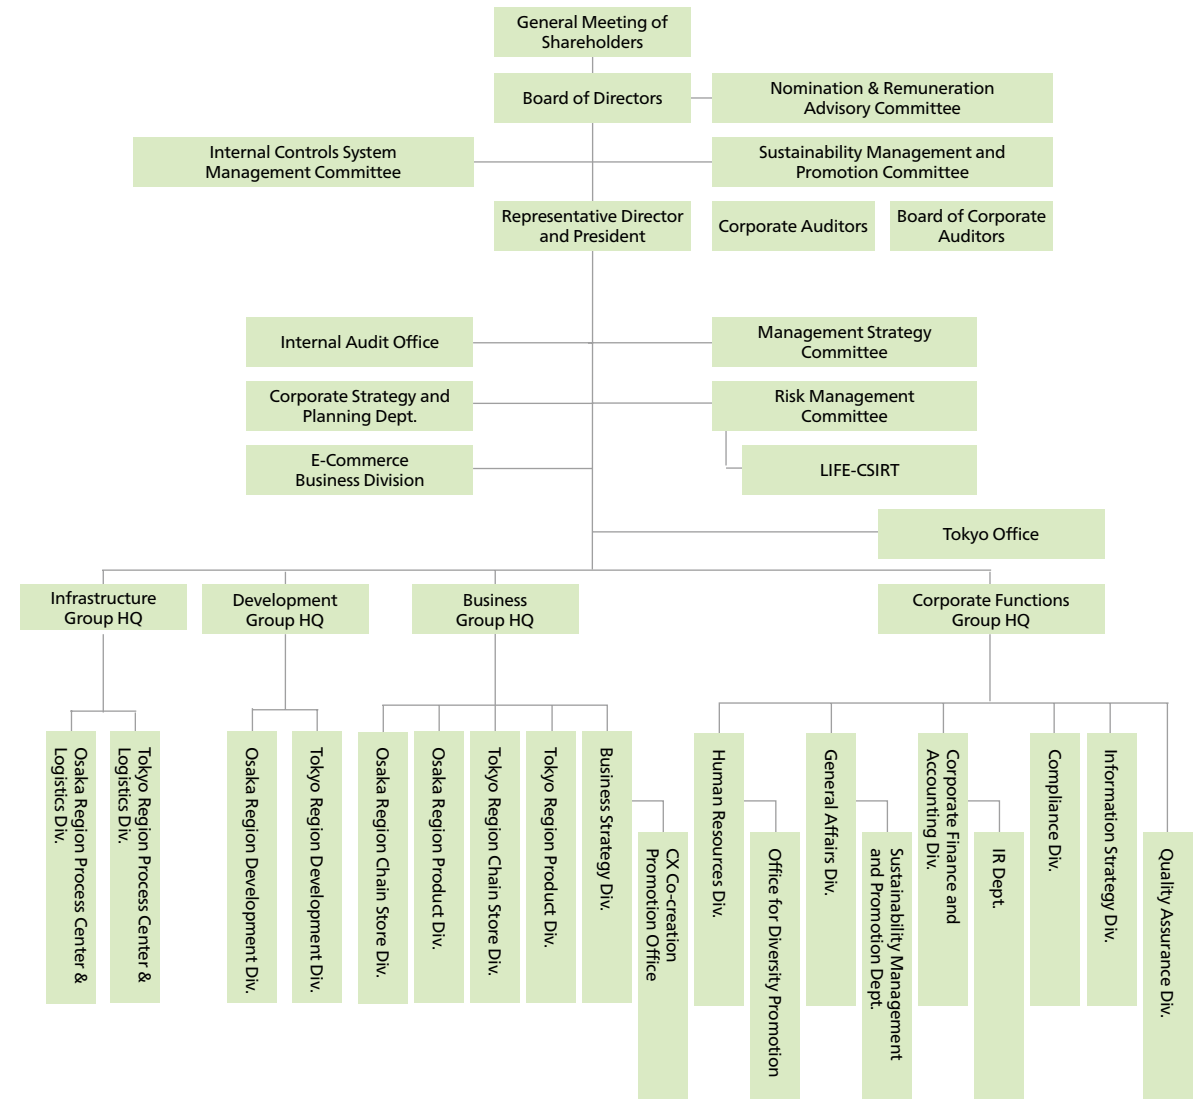 General Meeting of
Shareholders
Board of Directors
Nomination & Remuneration
Advisory Committee
Internal Controls System
Management Committee
Sustainability Management and
Promotion Committee
Representative Director
and President
Corporate Auditors
Board of Corporate
Auditors
Internal Audit Office
Management Strategy
Committee
Corporate Strategy and
Planning Dept.
Risk Management
Committee
E-Commerce
Business Division
LIFE-CSIRT
Tokyo Office
Infrastructure
Group HQ
Development
Group HQ
Business
Group HQ
Corporate Functions
Group HQ
Osaka Region Process Center &
Logistics Div.
Tokyo Region Process Center &
Logistics Div.
Osaka Region Development Div.
Tokyo Region Development Div.
Osaka Region Chain Store Div.
Osaka Region Product Div.
Tokyo Region Chain Store Div.
Tokyo Region Product Div.
Business Strategy Div.
CX Co-creation
Promotion Office
Human Resources Div.
Office for Diversity Promotion
General Affairs Div.
Sustainability Management
and Promotion Dept.
Corporate Finance and
Accounting Div.
IR Dept.
Compliance Div.
Information Strategy Div.
Quality Assurance Div.